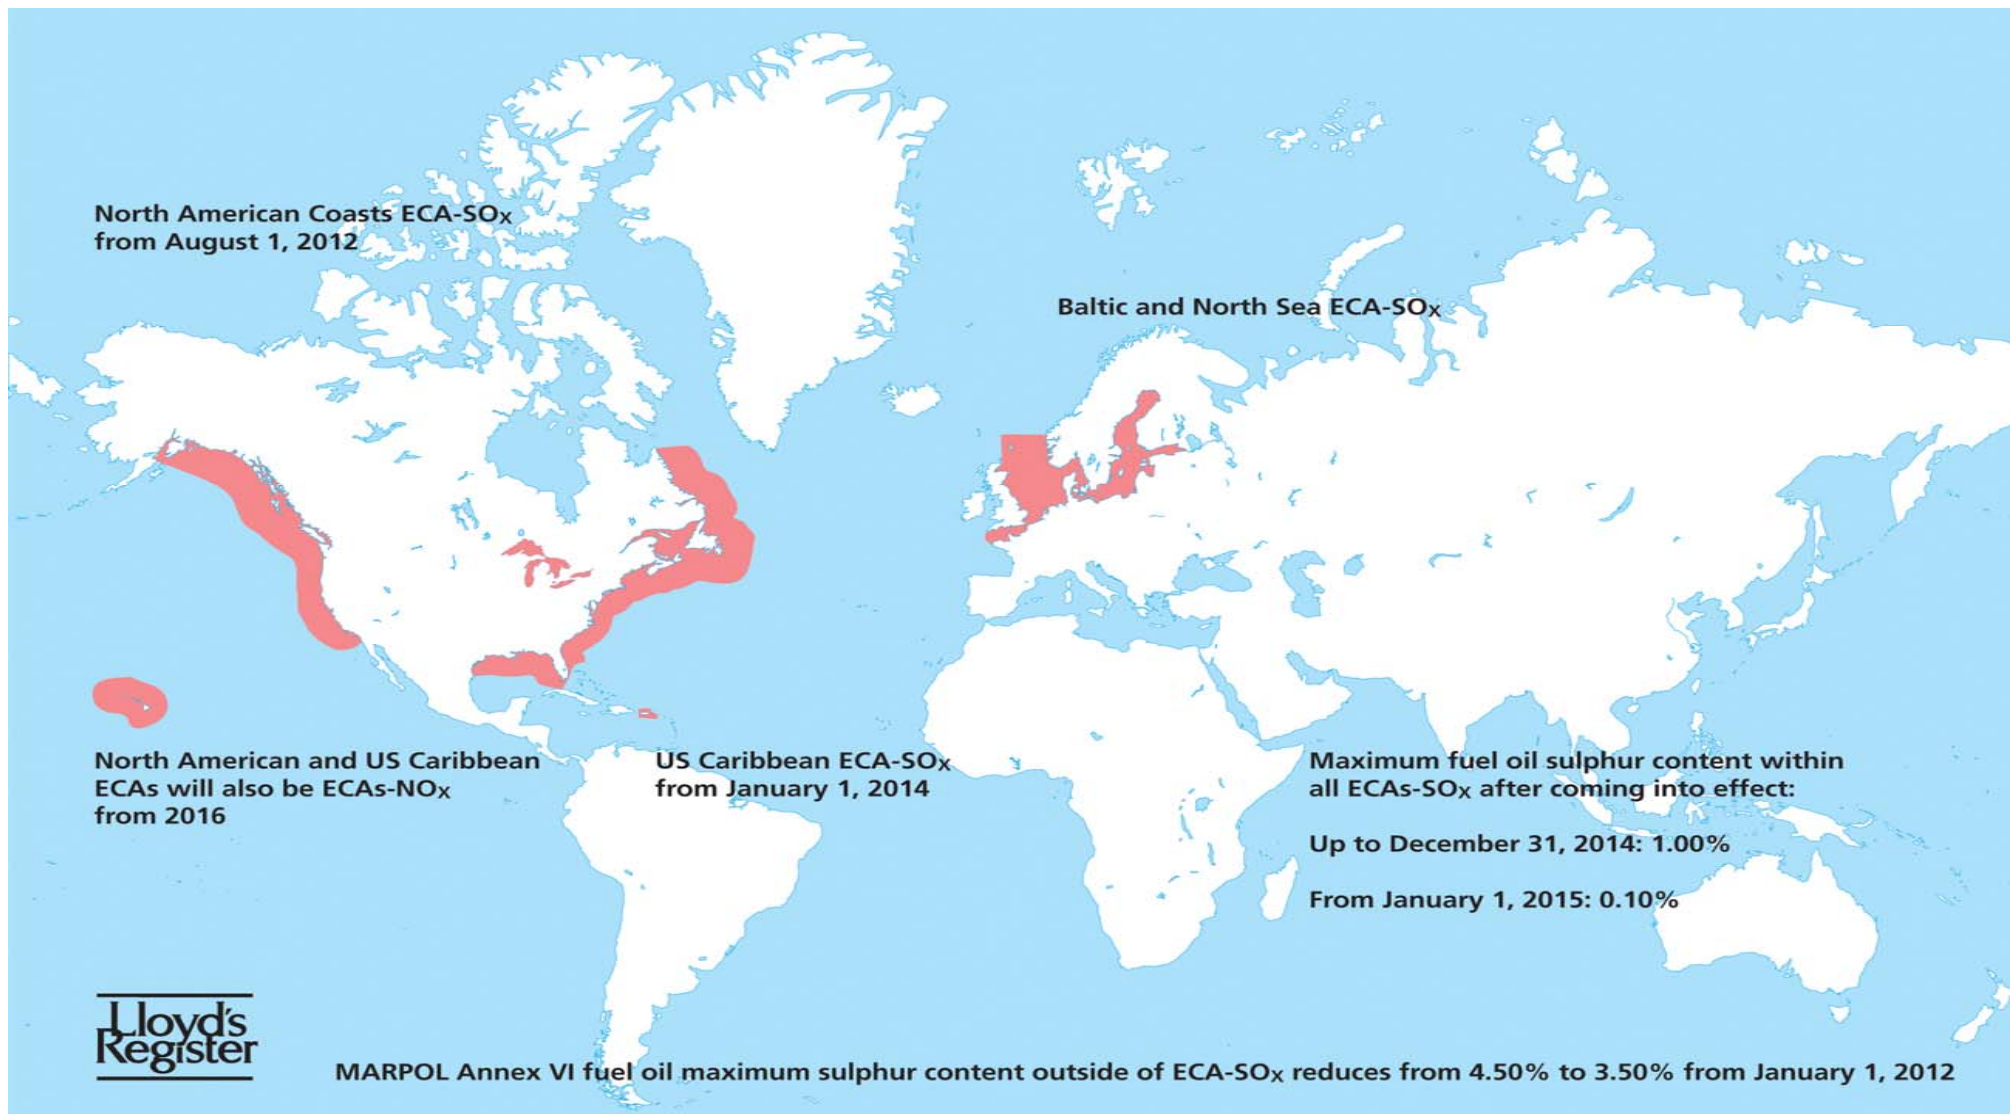 North American Coasts ECA-SOx
from August 1, 2012
Baltic and North Sea ECA-SOx
North American and US Caribbean
ECAs will also be ECAs-NOx
from 2016
US Caribbean ECA-SOx
from January 1, 2014
Maximum fuel oil sulphur content within
all ECAs-SOx after coming into effect:
Up to December 31, 2014: 1.00%
From January 1, 2015: 0.10%
Lloyd's
Register
MARPOL Annex VI fuel oil maximum sulphur content outside of ECA-SOx reduces from 4.50% to 3.50% from January 1, 2012